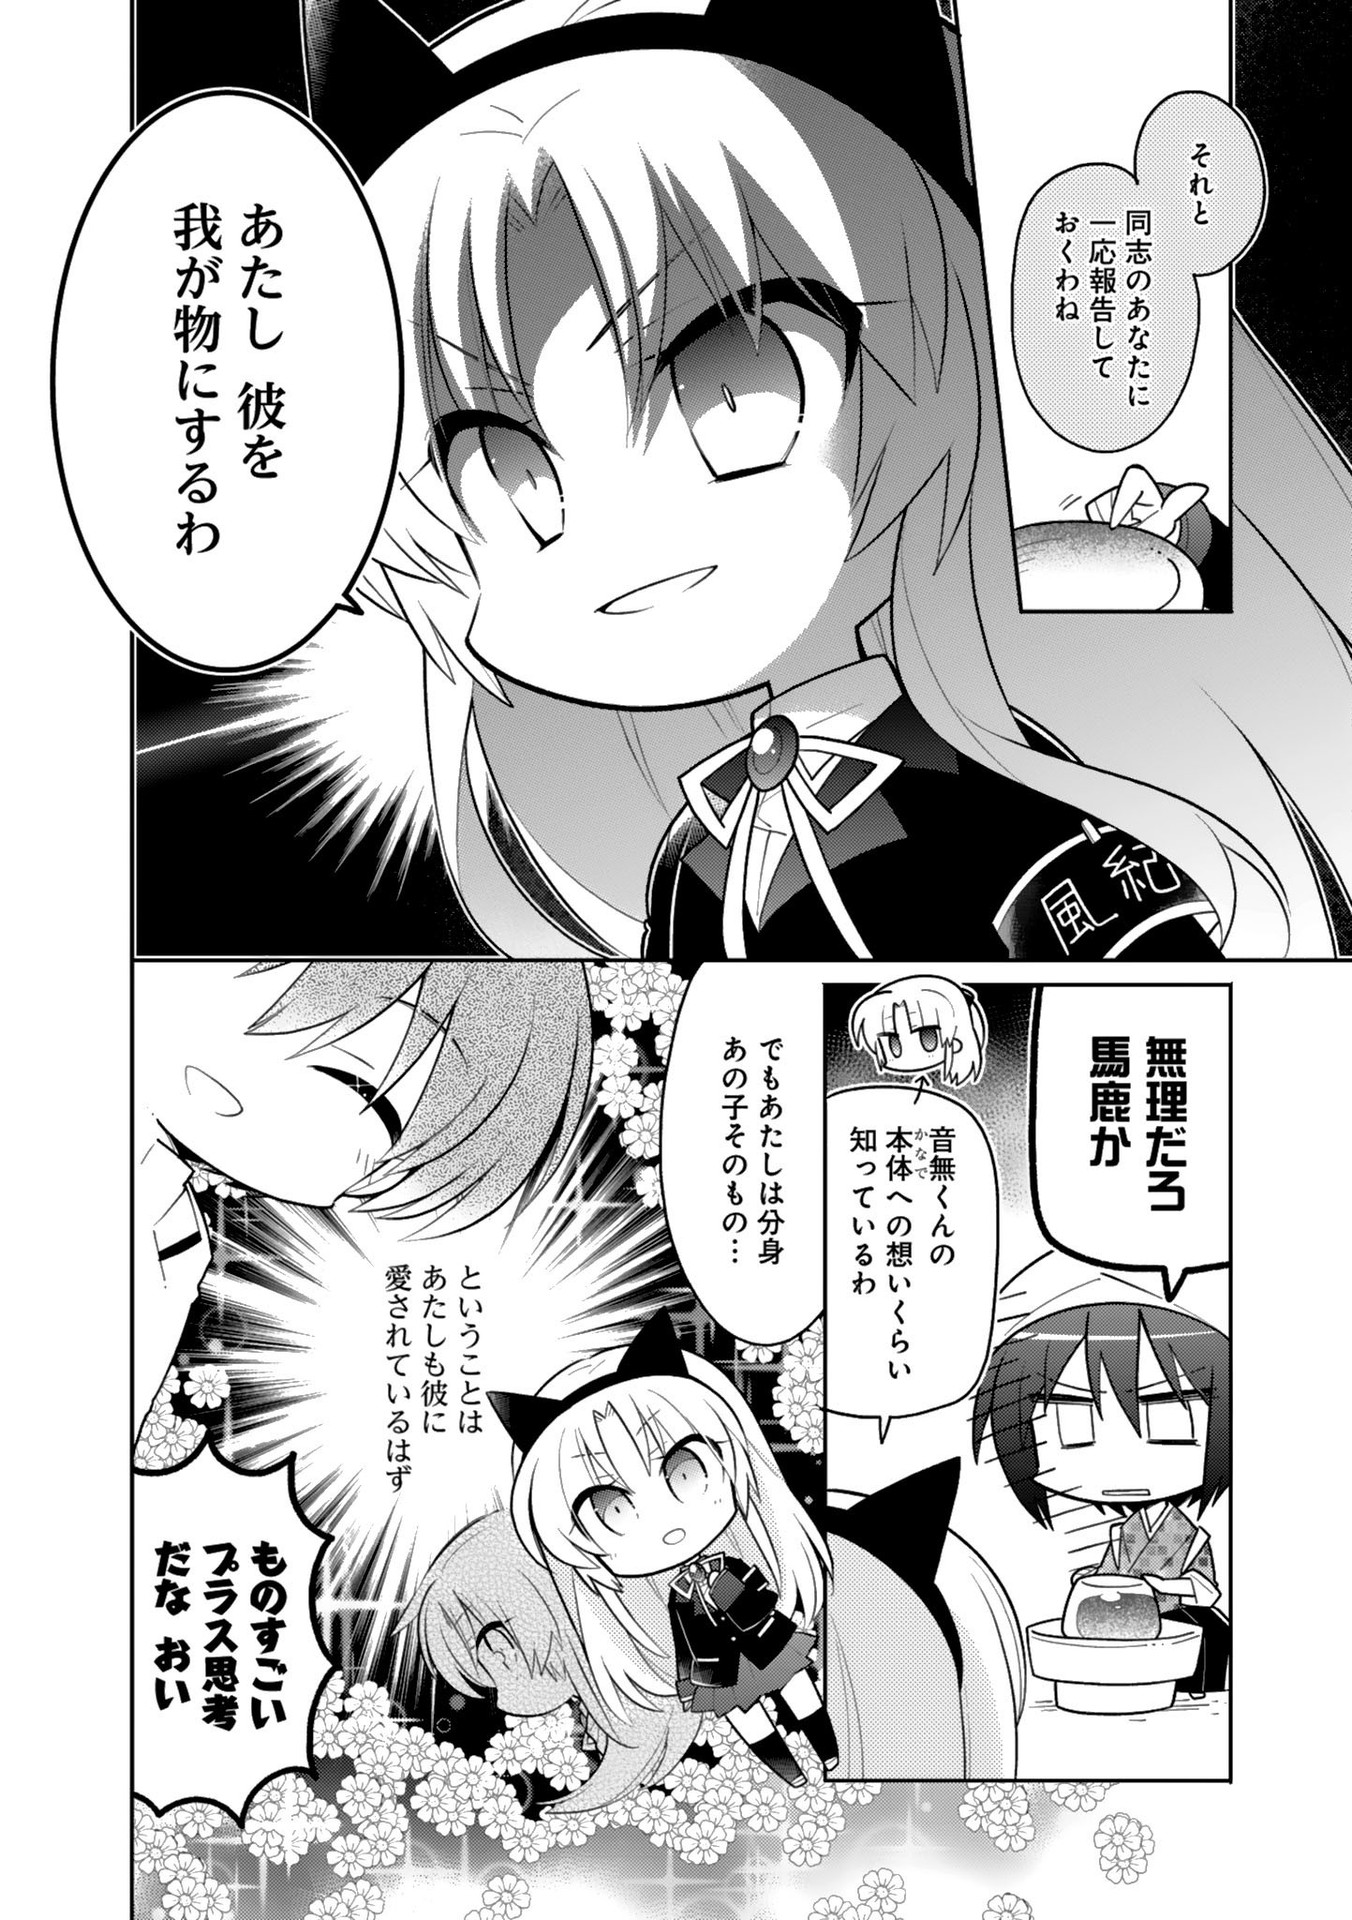 それと
同志のあなたに
一応報告して
おくわね
あたし 彼を
我が物にするわ
風紀
無理だろ
馬鹿か
音無くんの
本体への想いくらい
かなで
知っているわ
でもあたしは分身
あの子そのもの…
ということは
あたしも彼に
愛されているはず
ものすごい
プラス思考
だな おい